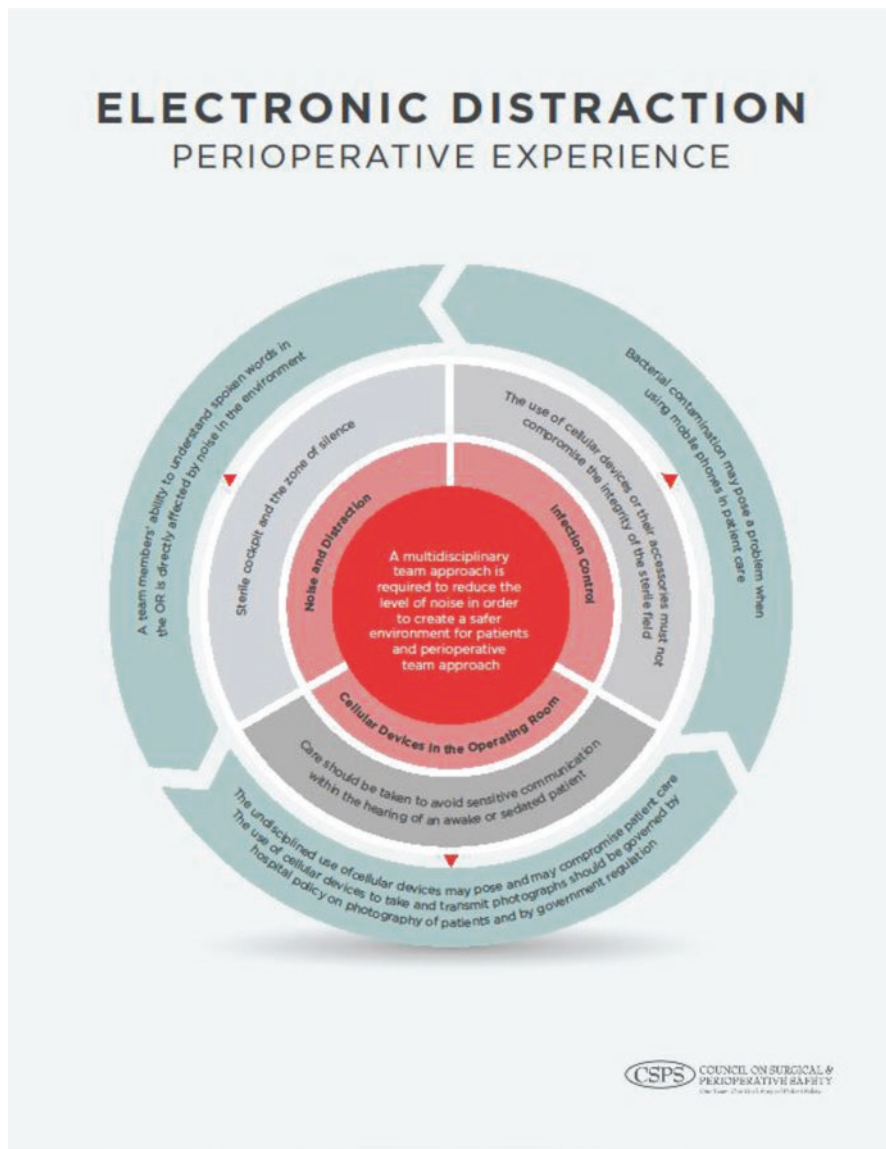 ELECTRONIC DISTRACTION
PERIOPERATIVE EXPERIENCE
A team members' ability to understand spoken words in
the OR is directly affected by noise in the environment
Sterile cockpit and the zone of silence
Noise and Distraction
Bacterial contamination may pose a problem when
using mobile phones in patient care
The use of cellular devices or their accessories must not
compromise the integrity of the sterile field
Infection Control
A multidisciplinary
team approach is
required to reduce the
level of noise in order
to create a safer
environment for patients
and perioperative
team approach
Cellular Devices in the Operating Room
Care should be taken to avoid sensitive communication
within the hearing of an awake or sedated patient
The undisciplined use of cellular devices may pose and may compromise patient care
The use of cellular devices to take and transmit photographs should be governed by
hospital policy on photography of patients and by government regulation
CSPS
COUNCIL ON SURGICAL &
PERIOPERATIVE SAFETY